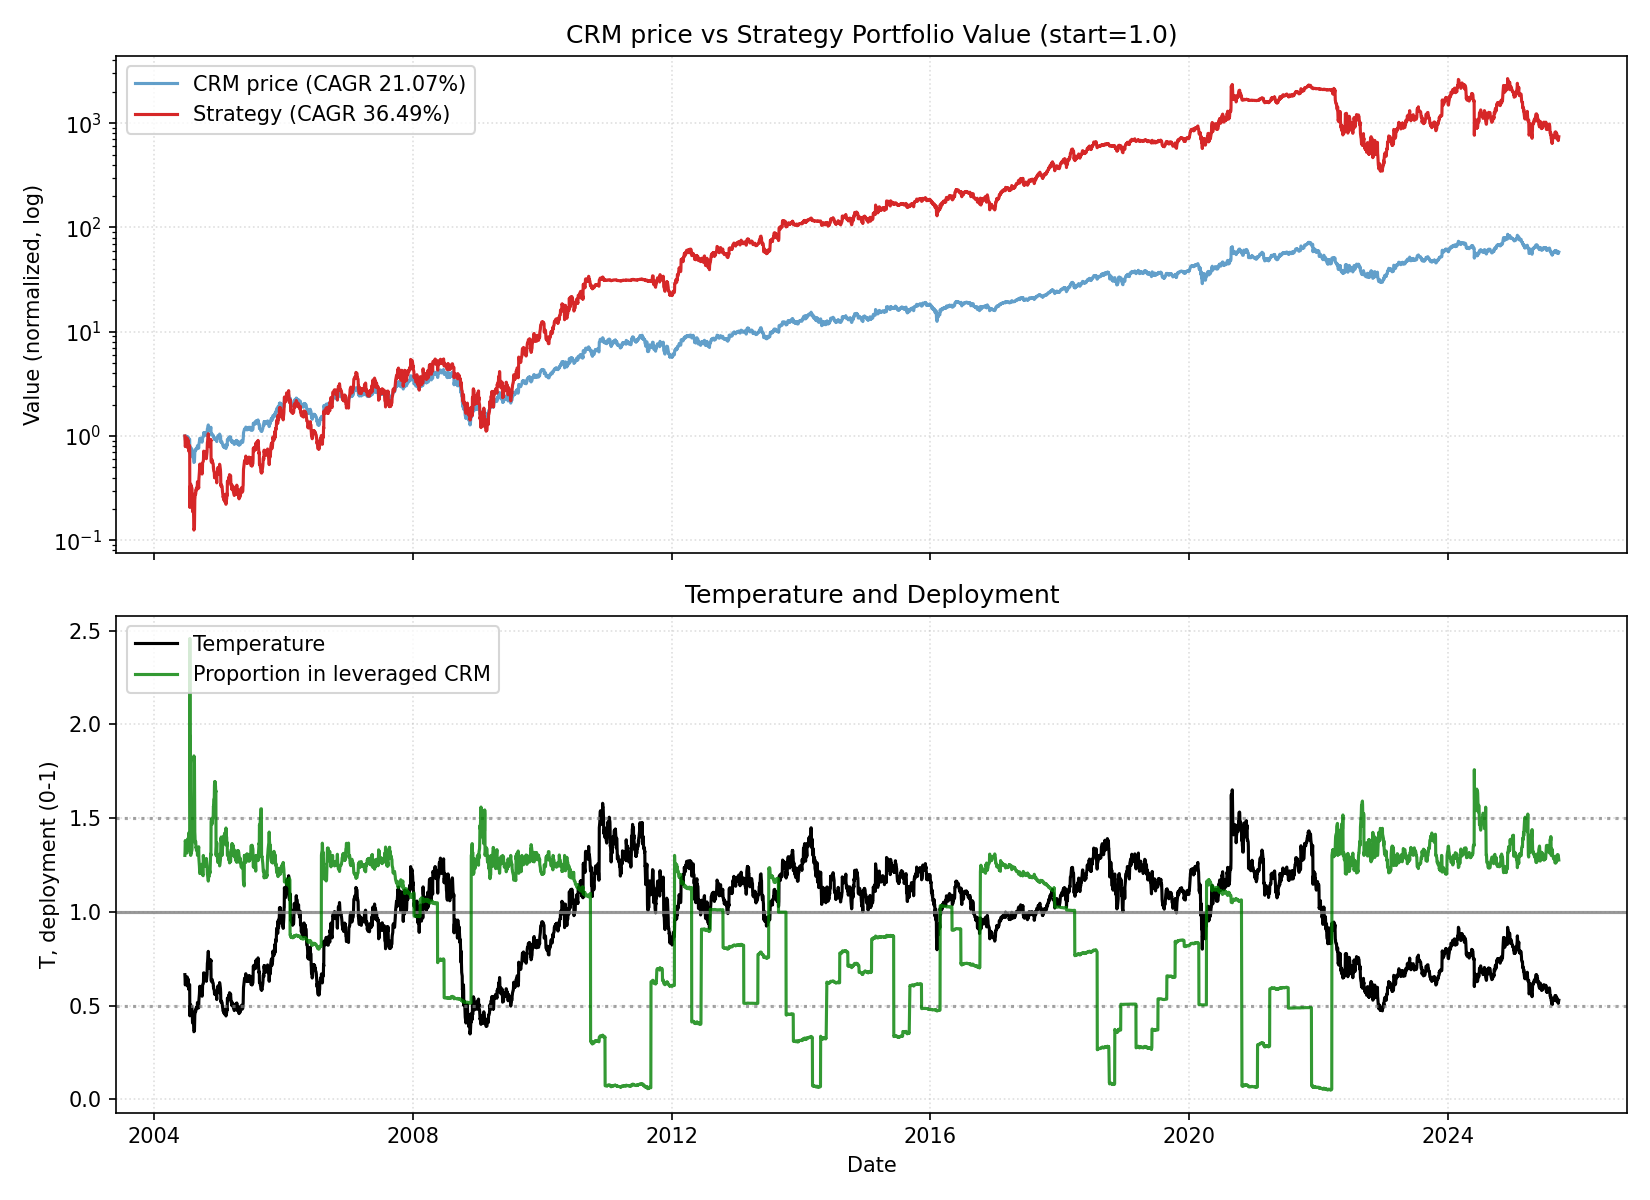 CRM price vs Strategy Portfolio Value (start=1.0)
CRM price (CAGR 21.07%)
Strategy (CAGR 36.49%)
Value (normalized, log)
10³
10²
10¹
10⁰
10⁻¹
Temperature and Deployment
Temperature
Proportion in leveraged CRM
T, deployment (0-1)
2.5
2.0
1.5
1.0
0.5
0.0
2004 2008 2012 2016 2020 2024
Date